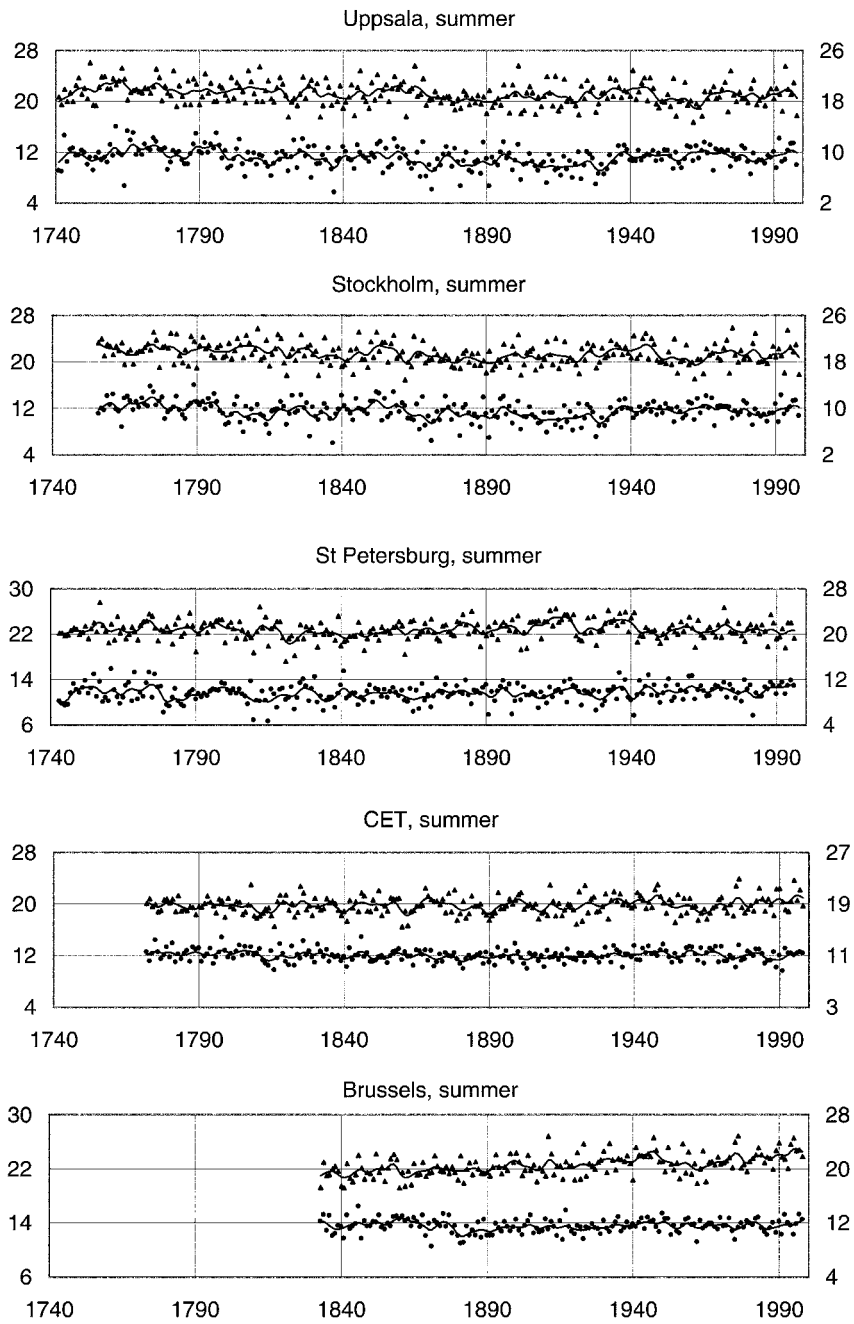 Uppsala, summer
28 26
20 18
12 10
4 2
1740 1790 1840 1890 1940 1990
Stockholm, summer
28 26
20 18
12 10
4 2
1740 1790 1840 1890 1940 1990
St Petersburg, summer
30 28
22 20
14 12
6 4
1740 1790 1840 1890 1940 1990
CET, summer
28 27
20 19
12 11
4 3
1740 1790 1840 1890 1940 1990
Brussels, summer
30 28
22 20
14 12
6 4
1740 1790 1840 1890 1940 1990